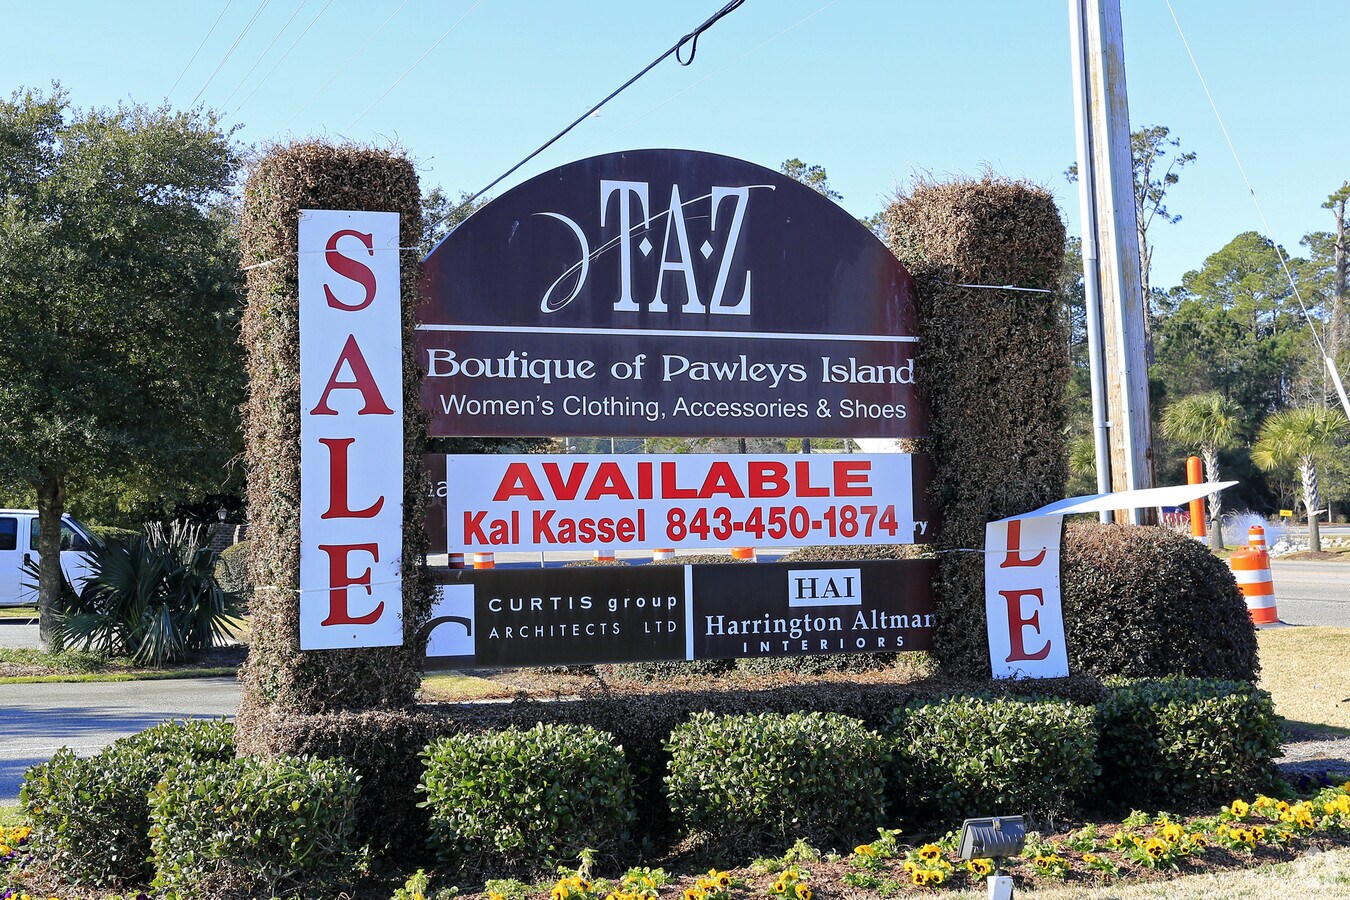 SALE
T·A·Z
Boutique of Pawleys Island
Women's Clothing, Accessories & Shoes
AVAILABLE
Kal Kassel 843-450-1874
CURTIS group
ARCHITECTS LTD
HAI
Harrington Altman
INTERIORS
LE